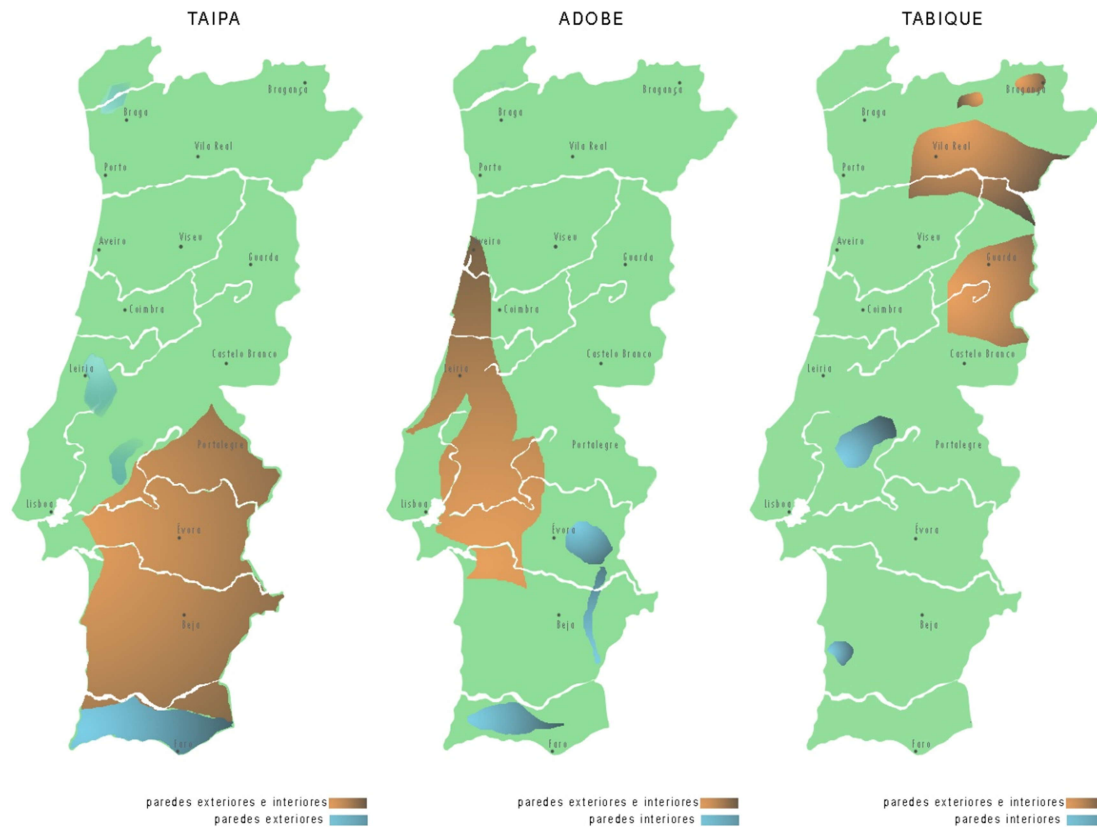 TAIPA
Bragança
Braga
Vila Real
Porto
Aveiro
Viseu
Guarda
Coimbra
Leiria
Castelo Branco
Portalegre
Lisboa
Évora
Beja
Faro
paredes exteriores e interiores
paredes exteriores
ADOBE
Bragança
Braga
Vila Real
Porto
Aveiro
Viseu
Guarda
Coimbra
Leiria
Castelo Branco
Portalegre
Lisboa
Évora
Beja
Faro
paredes exteriores e interiores
paredes interiores
TABIQUE
Bragança
Braga
Vila Real
Porto
Aveiro
Viseu
Guarda
Coimbra
Leiria
Castelo Branco
Portalegre
Lisboa
Évora
Beja
Faro
paredes exteriores e interiores
paredes interiores